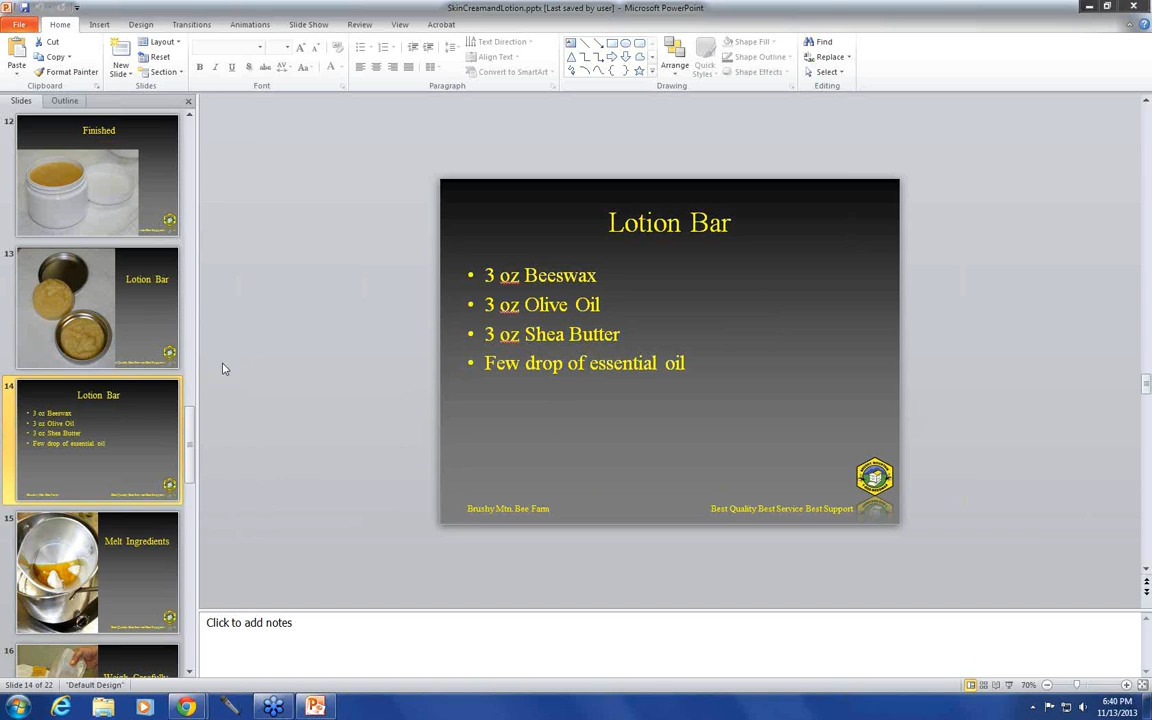 SkinCreamandLotion.pptx [Last saved by user] – Microsoft PowerPoint
File Home Insert Design Transitions Animations Slide Show Review View Acrobat
Cut
Copy
Format Painter
Paste
Clipboard
New
Slide
Layout
Reset
Section
Slides
Font
Text Direction
Align Text
Convert to SmartArt
Paragraph
Arrange
Quick
Styles
Shape Fill
Shape Outline
Shape Effects
Drawing
Find
Replace
Select
Editing
Slides Outline
12
Finished
13
Lotion Bar
14
Lotion Bar
• 3 oz Beeswax
• 3 oz Olive Oil
• 3 oz Shea Butter
• Few drop of essential oil
15
Melt Ingredients
16
Weigh Carefully
Lotion Bar
• 3 oz Beeswax
• 3 oz Olive Oil
• 3 oz Shea Butter
• Few drop of essential oil
Brushy Mtn. Bee Farm
Best Quality Best Service Best Support
Click to add notes
Slide 14 of 22 "Default Design"
70%
6:40 PM
11/13/2013